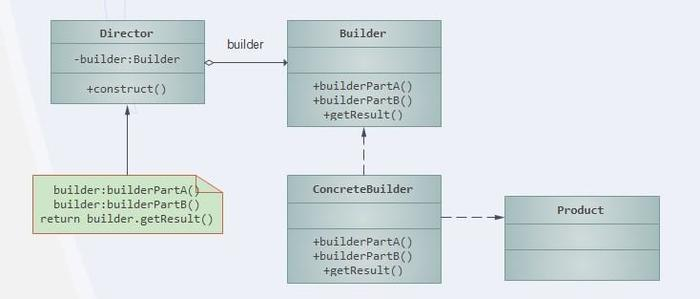 Director
-builder:Builder
+construct()
builder
Builder
+builderPartA()
+builderPartB()
+getResult()
builder:builderPartA()
builder:builderPartB()
return builder.getResult()
ConcreteBuilder
+builderPartA()
+builderPartB()
+getResult()
Product